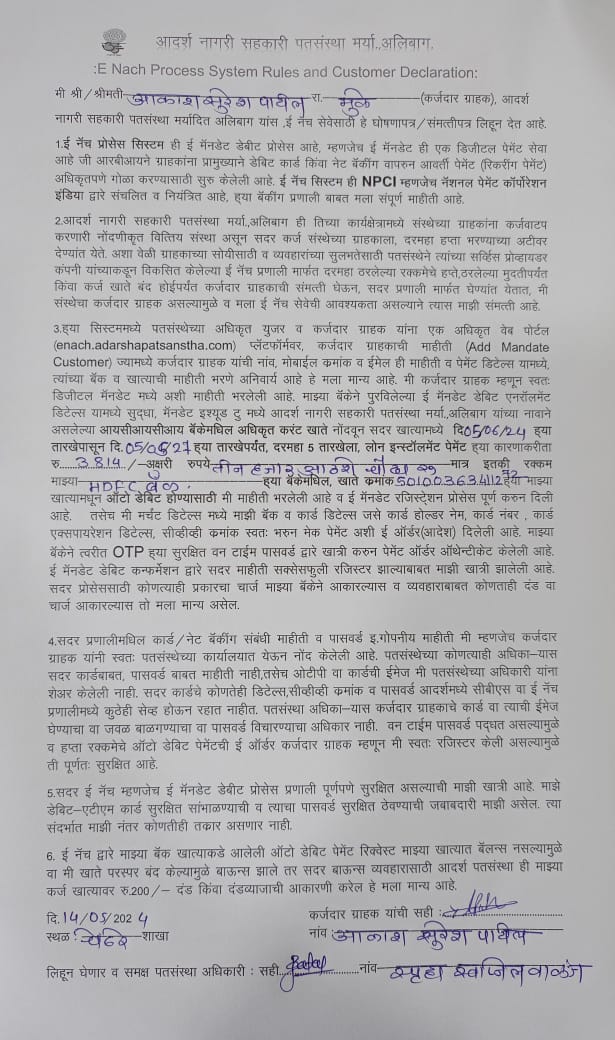 आदर्श नागरी सहकारी पतसंस्था मर्या.,अलिबाग.
:E Nach Process System Rules and Customer Declaration:
मी श्री/श्रीमती आकाश सुरेश पाटील रा. मुळे (कर्जदार ग्राहक), आदर्श
नागरी सहकारी पतसंस्था मर्यादित अलिबाग यांस ,ई नॅच सेवेसाठी हे घोषणापत्र/संमत्तीपत्र लिहून देत आहे.
1.ई नॅच प्रोसेस सिस्टम ही ई मॅनडेट डेबीट प्रोसेस आहे, म्हणजेच ई मॅनडेट ही एक डिजीटल पेमेंट सेवा
आहे जी आरबीआयने ग्राहकांना प्रामुख्याने डेबिट कार्ड किंवा नेट बॅंकींग वापरुन आवर्ती पेमेंट (रिकरींग पेमेंट)
अधिकृतपणे गोळा करण्यासाठी सुरु केलेली आहे. ई नॅच सिस्टम ही NPCI म्हणजेच नॅशनल पेमेंट कॉर्पोरेशन
इंडिया द्वारे संचलित व नियंत्रित आहे, ह्या बॅकींग प्रणाली बाबत मला संपूर्ण माहीती आहे.
2.आदर्श नागरी सहकारी पतसंस्था मर्या.,अलिबाग ही तिच्या कार्यक्षेत्रामध्ये संस्थेच्या ग्राहकांना कर्जवाटप
करणारी नोंदणीकृत वित्तिय संस्था असून सदर कर्ज संस्थेच्या ग्राहकाला, दरमहा हप्ता भरण्याच्या अटीवर
देण्यांत येते. अशा वेळी ग्राहकाच्या सोयीसाठी व व्यवहारांच्या सुलभतेसाठी पतसंस्थेने त्यांच्या सर्व्हिस प्रोव्हायडर
कंपनी यांच्याकडून विकसित केलेल्या ई नॅच प्रणाली मार्फत दरमहा ठरलेल्या रक्कमेचे हप्ते,ठरलेल्या मुदतीपर्यंत
किंवा कर्ज खाते बंद होईपर्यंत कर्जदार ग्राहकाची संमत्ती घेऊन, सदर प्रणाली मार्फत घेण्यांत येतात, मी
संस्थेचा कर्जदार ग्राहक असल्यामुळे व मला ई नॅच सेवेची आवश्यकता असल्याने त्यास माझी संमत्ती आहे.
3.ह्या सिस्टममध्ये पतसंस्थेच्या अधिकृत युजर व कर्जदार ग्राहक यांना एक अधिकृत वेब पोर्टल
(enach.adarshapatsanstha.com) प्लॅटफॉर्मवर, कर्जदार ग्राहकाची माहीती (Add Mandate
Customer) ज्यामध्ये कर्जदार ग्राहक यांची नांव, मोबाईल कमांक व ईमेल ही माहीती व पेमेंट डिटेल्स यामध्ये,
त्यांच्या बॅंक व खात्याची माहीती भरणे अनिवार्य आहे हे मला मान्य आहे. मी कर्जदार ग्राहक म्हणून स्वतः
डिजीटल मॅनडेट मध्ये अशी माहीती भरलेली आहे. माझ्या बॅकेने पुरविलेल्या ई मॅनडेट डेबिट एनरॉलमेंट
डिटेल्स यामध्ये सुद्धा, मॅनडेट इश्यूड टु मध्ये आदर्श नागरी सहकारी पतसंस्था मर्या.अलिबाग यांच्या नावाने
असलेल्या आयसीआयसीआय बॅकेमधिल अधिकृत करंट खाते नोंदवून सदर खात्यामध्ये दि 05/06/24 ह्या
तारखेपासून दि. 05/05/27 ह्या तारखेपर्यंत, दरमहा 5 तारखेला, लोन इन्स्टॉलमेंट पेमेंट ह्या कारणाकरीता
रु. 3814 /-अक्षुरी रुपये तीन हजार आठशे चौदा मात्र इतकी रक्कम
माझ्या HDFC बँक ह्या बॅकेमधिल, खाते कमांक 50100363411272 ह्या माझ्या
खात्यामधून ऑटो डेबिट होण्यासाठी मी माहीती भरलेली आहे व ई मॅनडेट रजिस्ट्रेशन प्रोसेस पूर्ण करुन दिली
आहे. तसेच मी मर्चंट डिटेल्स मध्ये माझी बॅक व कार्ड डिटेल्स जसे कार्ड होल्डर नेम, कार्ड नंबर , कार्ड
एक्सपायरेशन डिटेल्स, सीव्हीव्ही कमांक स्वतः भरुन मेक पेमेंट अशी ई ऑर्डर(आदेश) दिलेली आहे. माझ्या
बॅकेने त्वरीत OTP ह्या सुरक्षित वन टाईम पासवर्ड द्वारे खात्री करुन पेमेंट ऑर्डर ऑथेन्टीकेट केलेली आहे.
ई मॅनडेट डेबिट कन्फर्मेशन द्वारे सदर माहीती सक्सेसफुली रजिस्टर झाल्याबाबत माझी खात्री झालेली आहे.
सदर प्रोसेससाठी कोणत्याही प्रकारचा चार्ज माझ्या बॅकेने आकारल्यास व व्यवहाराबाबत कोणताही दंड वा
चार्ज आकारल्यास तो मला मान्य असेल.
4.सदर प्रणालीमधिल कार्ड/नेट बॅकींग संबंधी माहीती व पासवर्ड इ.गोपनीय माहीती मी म्हणजेच कर्जदार
ग्राहक यांनी स्वतः पतसंस्थेच्या कार्यालयात येऊन नोंद केलेली आहे. पतसंस्थेच्या कोणत्याही अधिका-यास
सदर कार्डबाबत, पासवर्ड बाबत माहीती नाही,तसेच ओटीपी वा कार्डची ईमेज मी पतसंस्थेच्या अधिकारी यांना
शेअर केलेली नाही. सदर कार्डचे कोणतेही डिटेल्स,सीव्हीव्ही कमांक व पासवर्ड आदर्शमध्ये सीबीएस वा ई नॅच
प्रणालीमध्ये कुठेही सेव्ह होऊन रहात नाहीत. पतसंस्था अधिका-यास कर्जदार ग्राहकाचे कार्ड वा त्याची ईमेज
घेण्याचा वा जवळ बाळगण्याचा वा पासवर्ड विचारण्याचा अधिकार नाही. वन टाईम पासवर्ड पद्धत असल्यामुळे
व हप्ता रक्कमेचे ऑटो डेबिट पेमेंटची ई ऑर्डर कर्जदार ग्राहक म्हणून मी स्वतः रजिस्टर केली असल्यामुळे
ती पूर्णतः सुरक्षित आहे.
5.सदर ई नॅच म्हणजेच ई मॅनडेट डेबीट प्रोसेस प्रणाली पूर्णपणे सुरक्षित असल्याची माझी खात्री आहे. माझे
डेबिट-एटीएम कार्ड सुरक्षित सांभाळण्याची व त्याचा पासवर्ड सुरक्षित ठेवण्याची जवाबदारी माझी असेल. त्या
संदर्भात माझी नंतर कोणतीही तकार असणार नाही.
6. ई नॅच द्वारे माझ्या बॅक खात्याकडे आलेली ऑटो डेबिट पेमेंट रिक्वेस्ट माझ्या खात्यात बॅलन्स नसल्यामुळे
वा मी खाते परस्पर बंद केल्यामुळे बाऊन्स झाले तर सदर बाऊन्स व्यवहारासाठी आदर्श पतसंस्था ही माझ्या
कर्ज खात्यावर रु.200/- दंड किंवा दंडव्याजाची आकारणी करेल हे मला मान्य आहे.
दि. 14/05/2024 कर्जदार ग्राहक यांची सही :
स्थळ : चेंढरे शाखा नांव आकाश सुरेश पाटील
लिहून घेणार व समक्ष पतसंस्था अधिकारी : सही नांव स्पृहा स्वप्निल वाळंज